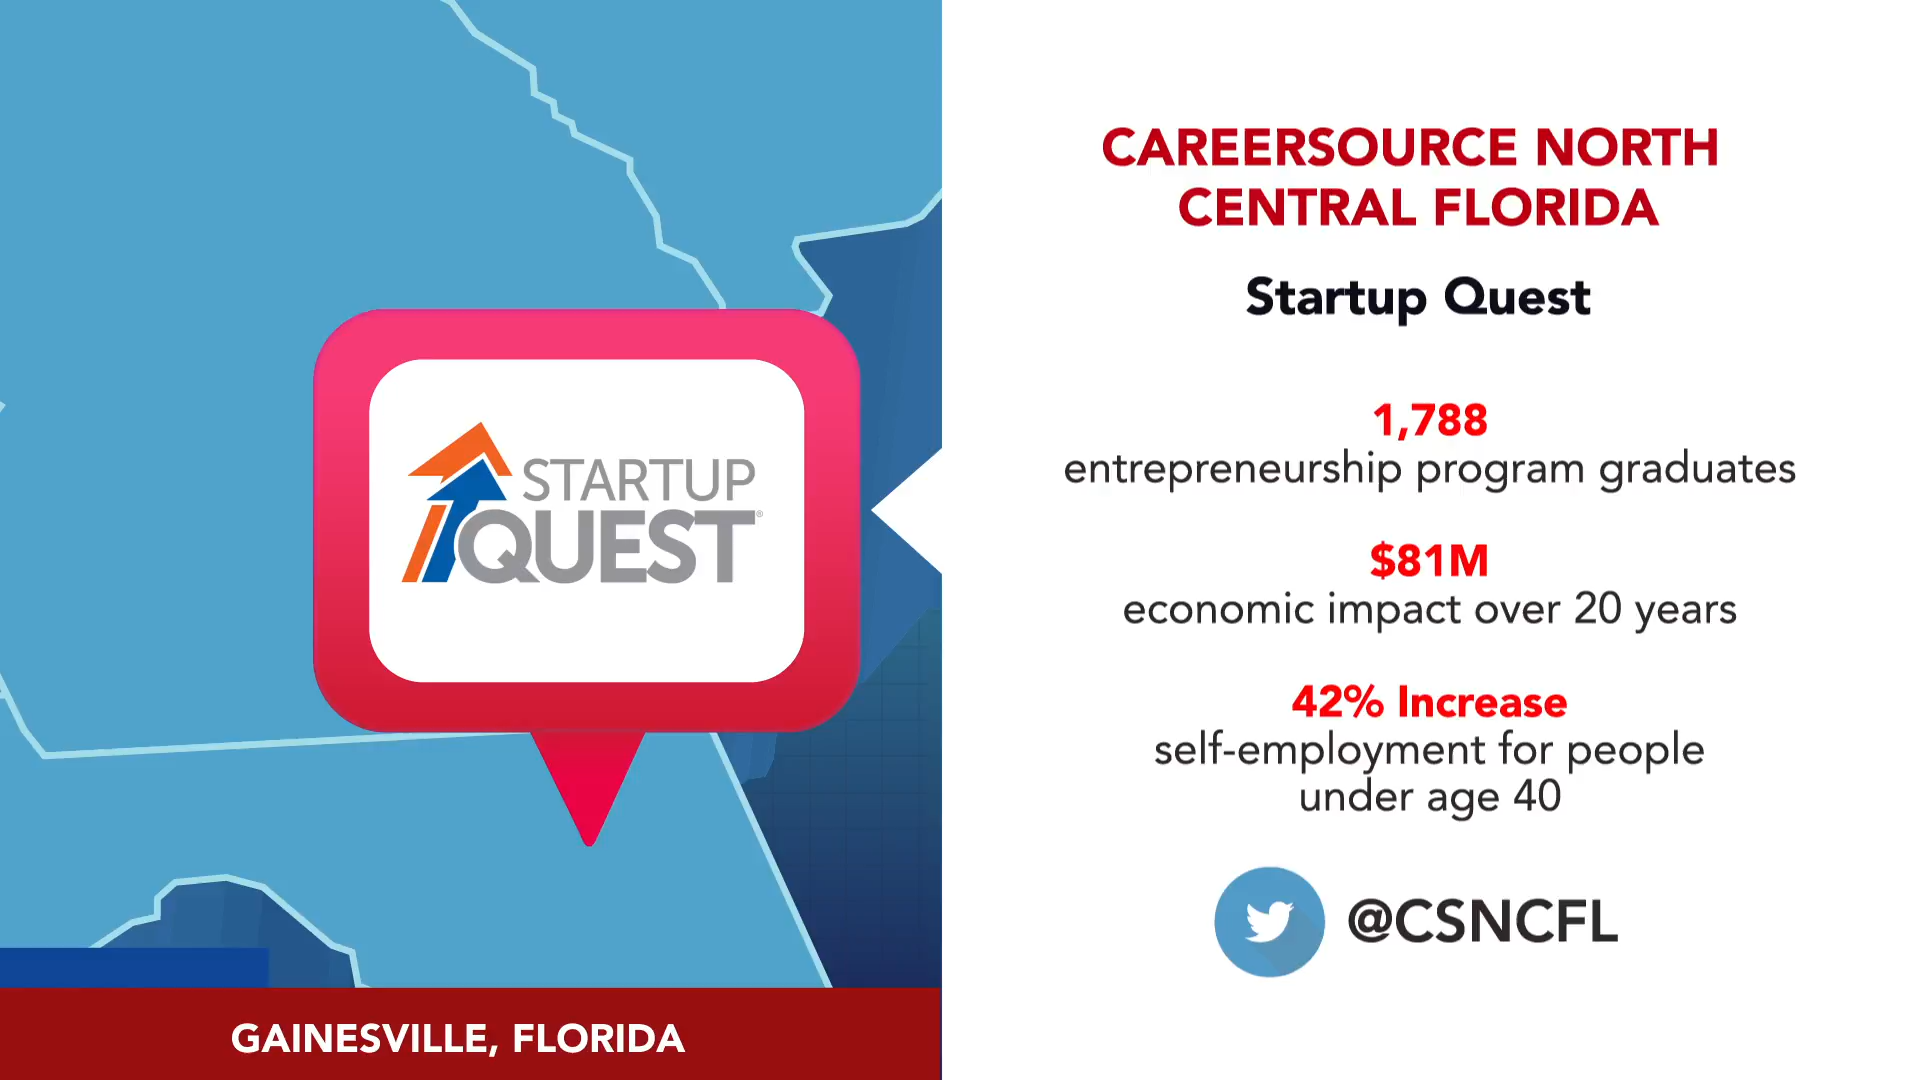 STARTUP
QUEST®
GAINESVILLE, FLORIDA
CAREERSOURCE NORTH
CENTRAL FLORIDA
Startup Quest
1,788
entrepreneurship program graduates
$81M
economic impact over 20 years
42% Increase
self-employment for people
under age 40
@CSNCFL